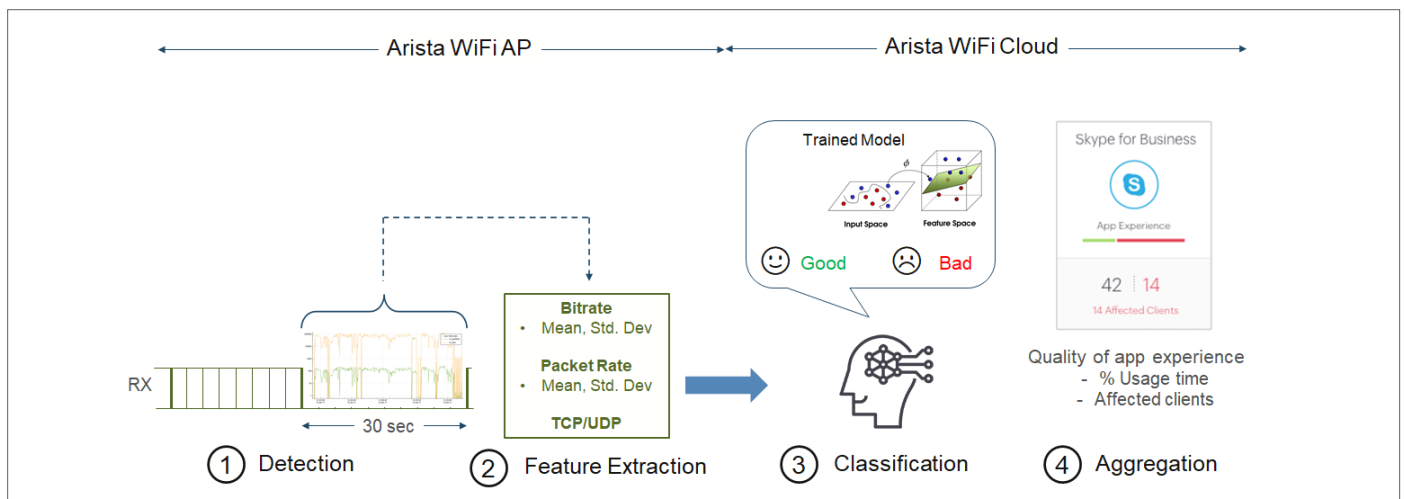 Arista WiFi AP
Arista WiFi Cloud
Trained Model
ϕ
Input Space
Feature Space
Good
Bad
Skype for Business
S
App Experience
42
14
14 Affected Clients
Bitrate
• Mean, Std. Dev
Packet Rate
• Mean, Std. Dev
TCP/UDP
RX
30 sec
Quality of app experience
- % Usage time
- Affected clients
1 Detection
2 Feature Extraction
3 Classification
4 Aggregation